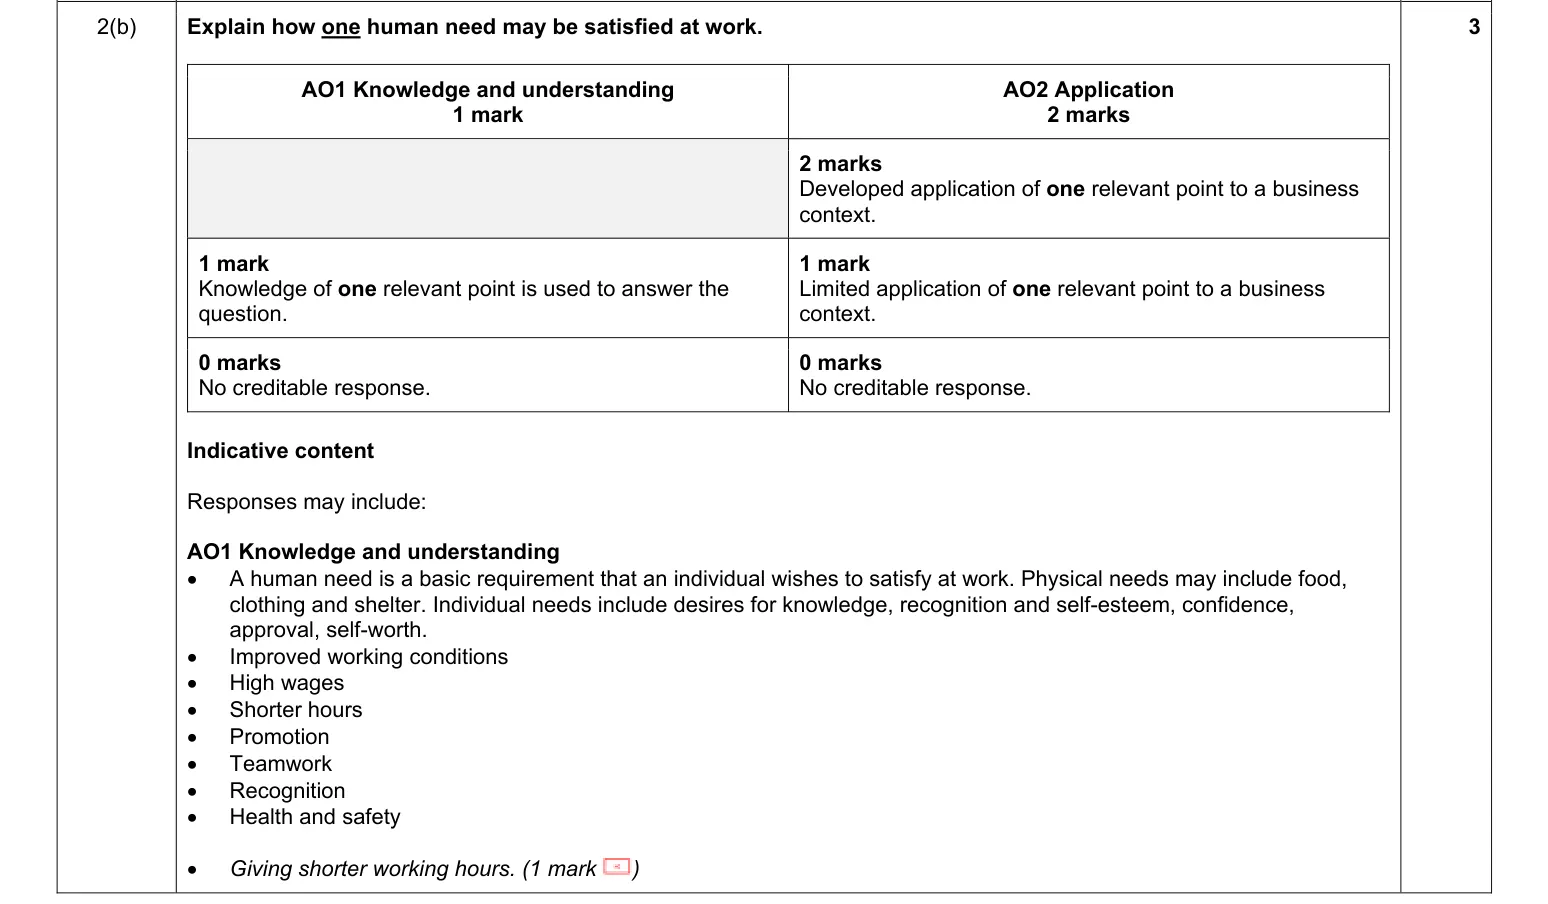 2(b)
Explain how one human need may be satisfied at work.
3
AO1 Knowledge and understanding
1 mark
AO2 Application
2 marks
2 marks
Developed application of one relevant point to a business
context.
1 mark
Knowledge of one relevant point is used to answer the
question.
1 mark
Limited application of one relevant point to a business
context.
0 marks
No creditable response.
0 marks
No creditable response.
Indicative content
Responses may include:
AO1 Knowledge and understanding
• A human need is a basic requirement that an individual wishes to satisfy at work. Physical needs may include food,
clothing and shelter. Individual needs include desires for knowledge, recognition and self-esteem, confidence,
approval, self-worth.
• Improved working conditions
• High wages
• Shorter hours
• Promotion
• Teamwork
• Recognition
• Health and safety
• Giving shorter working hours. (1 mark )